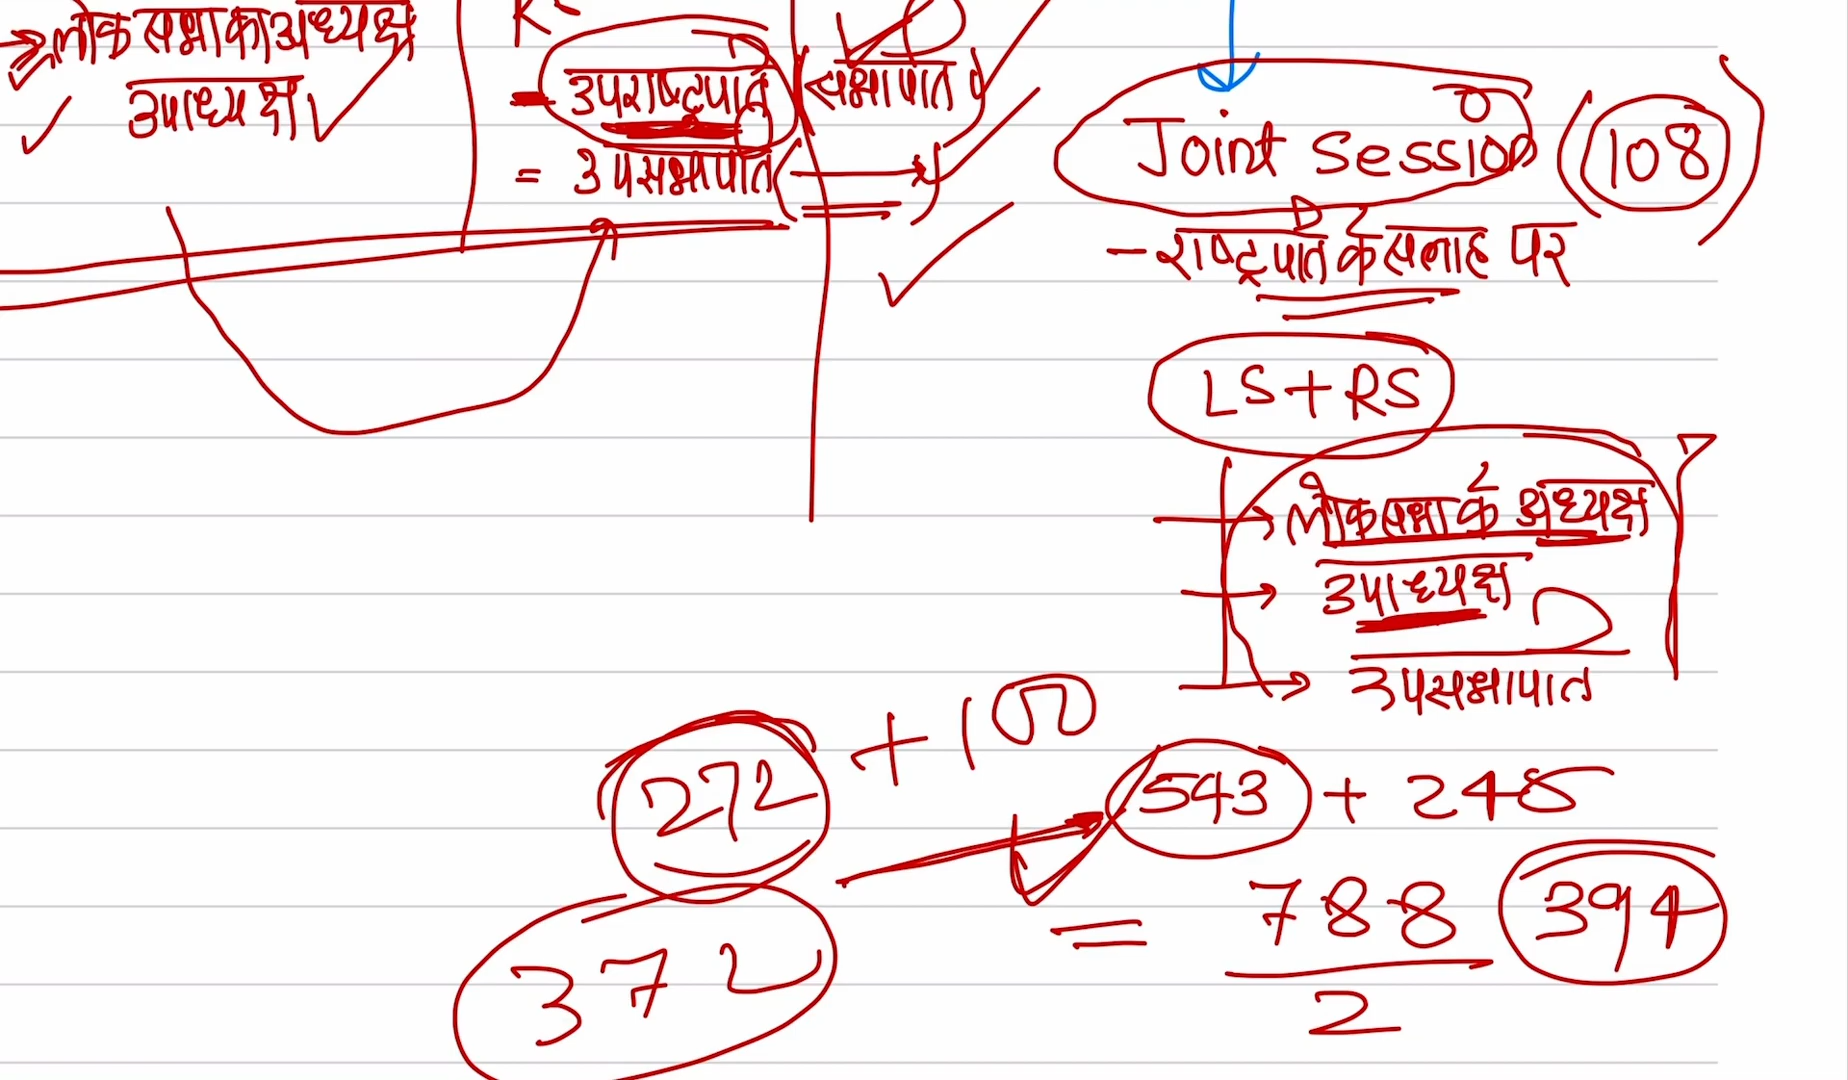 → लोकसभा का अध्यक्ष
उपाध्यक्ष
- उपराष्ट्रपति (सभापति)
= उपसभापति
Joint Session (108)
- राष्ट्रपति के सलाह पर
LS+RS
→ लोकसभा के अध्यक्ष
→ उपाध्यक्ष
→ उपसभापति
272 + 100
372
543 + 245
= 788 394
2